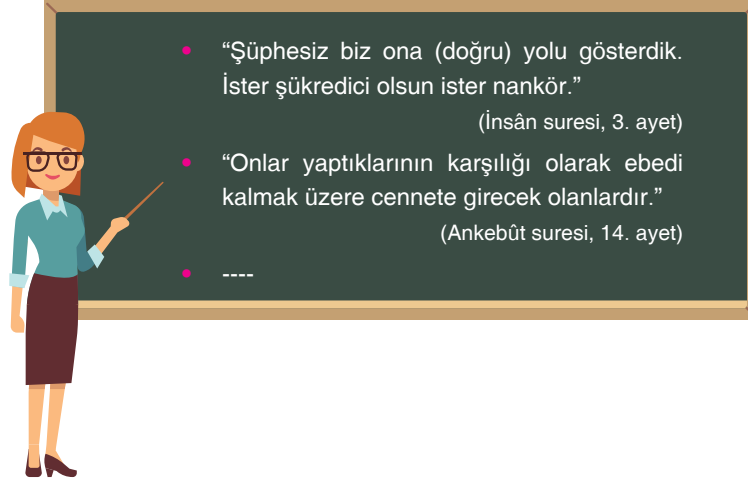 • “Şüphesiz biz ona (doğru) yolu gösterdik.
İster şükredici olsun ister nankör.”
(İnsân suresi, 3. ayet)
• “Onlar yaptıklarının karşılığı olarak ebedi
kalmak üzere cennete girecek olanlardır.”
(Ankebût suresi, 14. ayet)
• ----